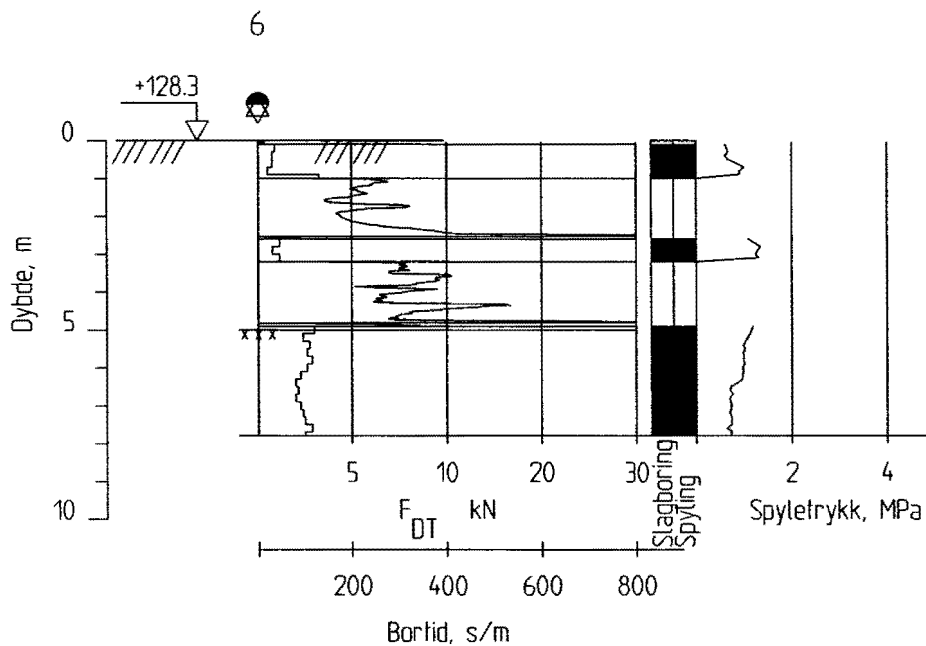 6
+128.3
0
5
10
Dybde, m
5 10 20 30
F DT kN
Slagboring
Spyling
2 4
Spyletrykk, MPa
200 400 600 800
Bortid, s/m
x x x